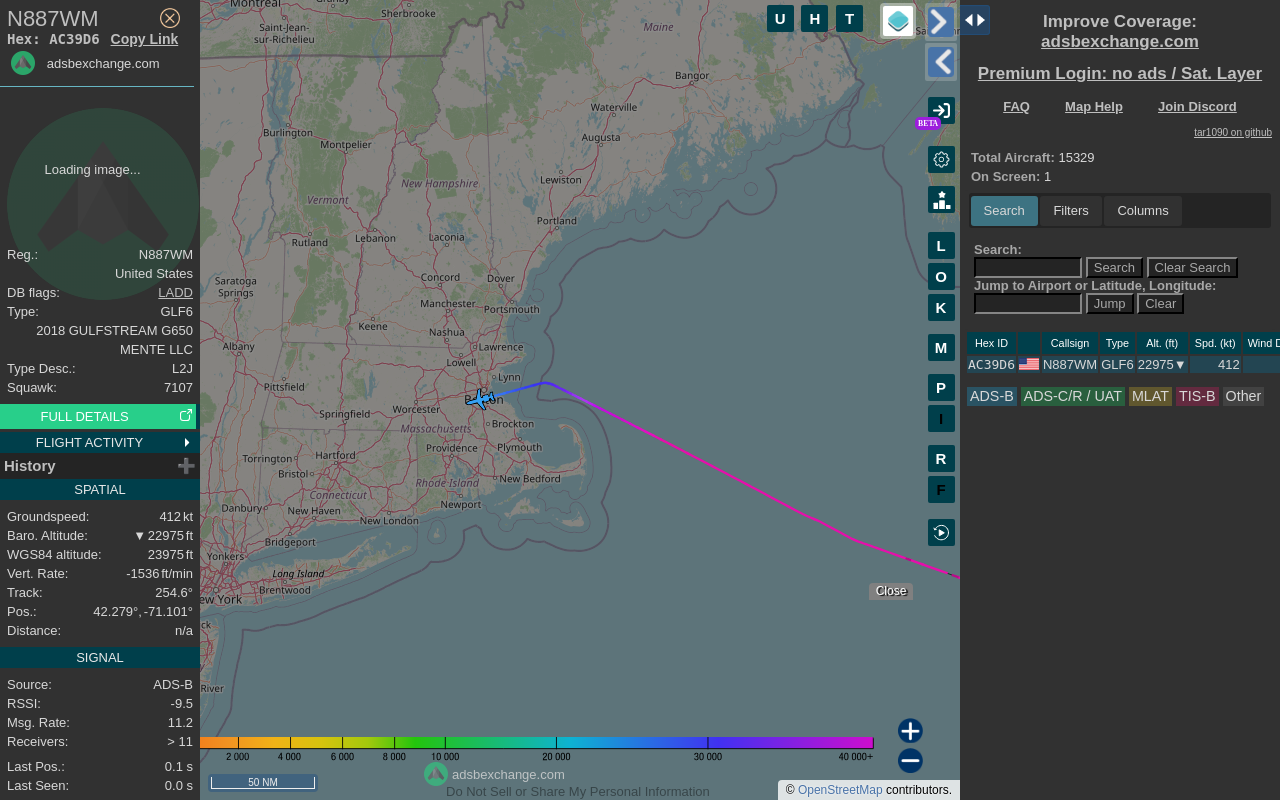 N887WM
Hex: AC39D6 Copy Link
adsbexchange.com
Loading image...
Reg.: N887WM
United States
DB flags: LADD
Type: GLF6
2018 GULFSTREAM G650
MENTE LLC
Type Desc.: L2J
Squawk: 7107
FULL DETAILS
FLIGHT ACTIVITY
History
SPATIAL
Groundspeed: 412 kt
Baro. Altitude: ▼ 22975 ft
WGS84 altitude: 23975 ft
Vert. Rate: -1536 ft/min
Track: 254.6°
Pos.: 42.279°, -71.101°
Distance: n/a
SIGNAL
Source: ADS-B
RSSI: -9.5
Msg. Rate: 11.2
Receivers: > 11
Last Pos.: 0.1 s
Last Seen: 0.0 s
Montréal
Sherbrooke
Saint-Jean-
sur-Richelieu
Maine
Bangor
Waterville
Augusta
Burlington
Montpelier
Lewiston
New Hampshire
Vermont
Portland
Rutland
Lebanon
Laconia
Saratoga
Springs
Concord
Dover
Manchester
Portsmouth
Keene
Nashua
Albany
Lawrence
Lowell
Lynn
Pittsfield
Worcester
Springfield
Massachusetts
Brockton
Plymouth
Providence
Hartford
Torrington
Bristol
Rhode Island
New Bedford
Connecticut
Newport
Danbury
New Haven
New London
Bridgeport
Yonkers
Long Island
Brentwood
New York
River
U H T
BETA
L
O
K
M
P
I
R
F
Close
2 000 4 000 6 000 8 000 10 000 20 000 30 000 40 000+
50 NM
adsbexchange.com
Do Not Sell or Share My Personal Information
© OpenStreetMap contributors.
Improve Coverage:
adsbexchange.com
Premium Login: no ads / Sat. Layer
FAQ Map Help Join Discord
tar1090 on github
Total Aircraft: 15329
On Screen: 1
Search Filters Columns
Search:
Search Clear Search
Jump to Airport or Latitude, Longitude:
Jump Clear
Hex ID Callsign Type Alt. (ft) Spd. (kt) Wind D
AC39D6 N887WM GLF6 22975▼ 412
ADS-B ADS-C/R / UAT MLAT TIS-B Other